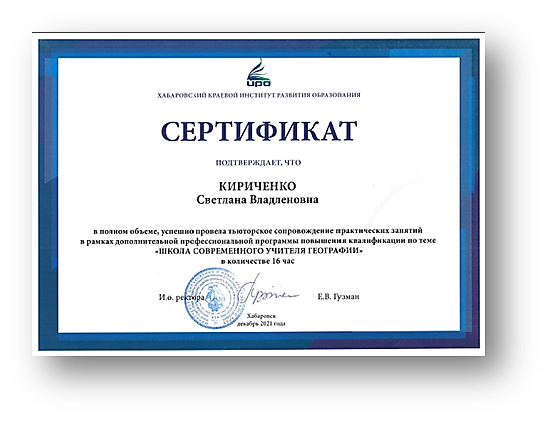 ИРО
ХАБАРОВСКИЙ КРАЕВОЙ ИНСТИТУТ РАЗВИТИЯ ОБРАЗОВАНИЯ
СЕРТИФИКАТ
ПОДТВЕРЖДАЕТ, ЧТО
КИРИЧЕНКО
Светлана Владленовна
в полном объеме, успешно провела тьюторское сопровождение практических занятий
в рамках дополнительной профессиональной программы повышения квалификации по теме
«ШКОЛА СОВРЕМЕННОГО УЧИТЕЛЯ ГЕОГРАФИИ»
в количестве 16 час
И.о. ректора Е.В. Гузман
Хабаровск
декабрь 2021 года